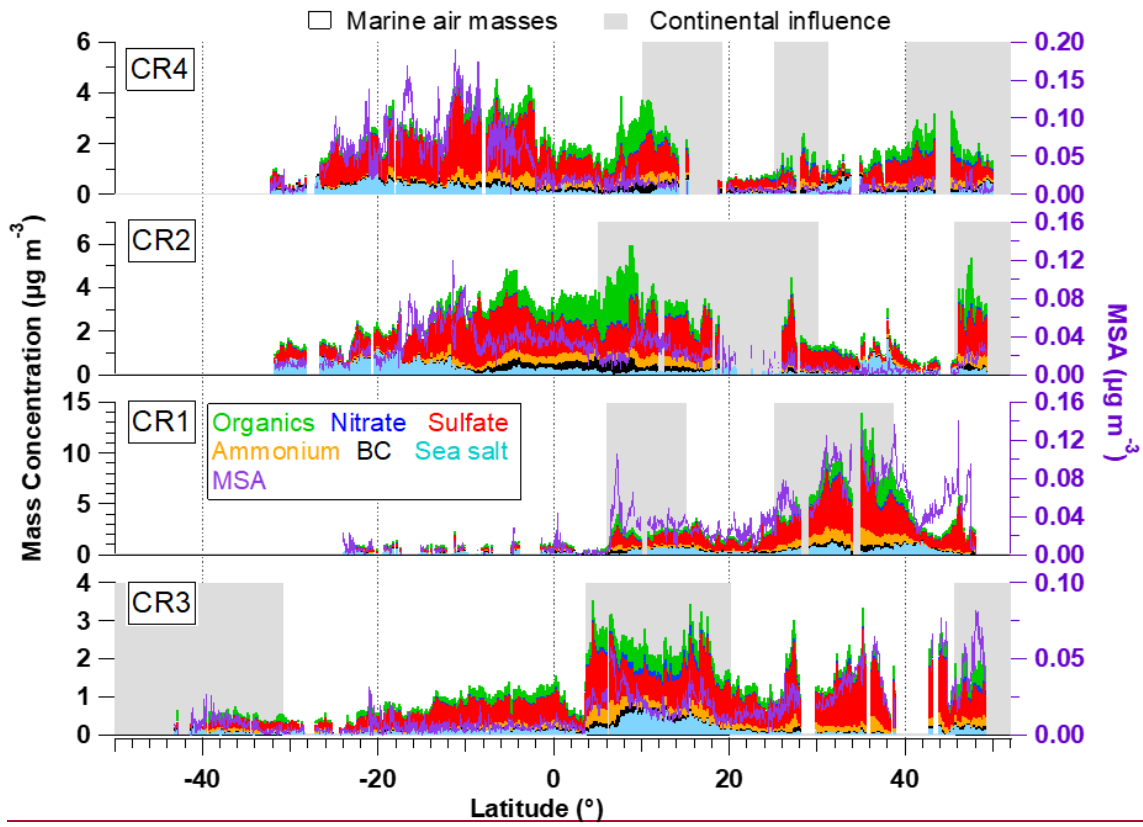 Marine air masses Continental influence
CR4
6
4
2
0
0.20
0.15
0.10
0.05
0.00
CR2
6
4
2
0
0.16
0.12
0.08
0.04
0.00
CR1
15
10
5
0
Organics Nitrate Sulfate
Ammonium BC Sea salt
MSA
0.16
0.12
0.08
0.04
0.00
CR3
4
3
2
1
0
0.10
0.05
0.00
Mass Concentration (µg m-3)
MSA (µg m-3)
-40 -20 0 20 40
Latitude (°)